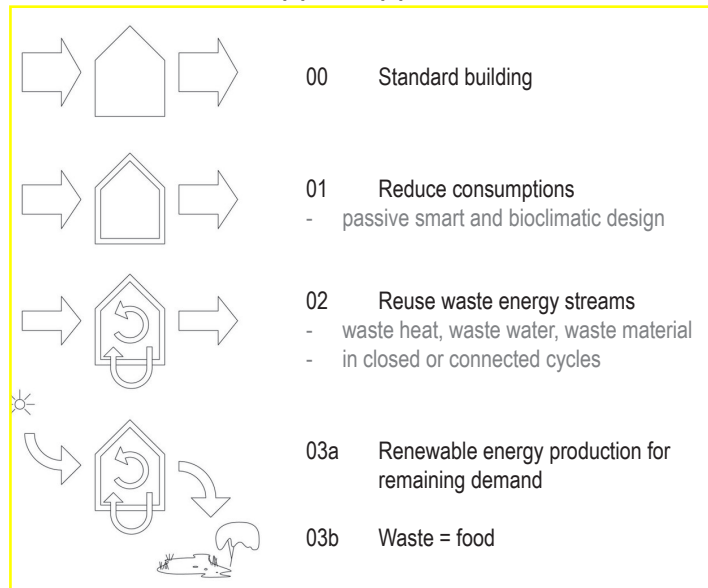 00 Standard building
01 Reduce consumptions
- passive smart and bioclimatic design
02 Reuse waste energy streams
- waste heat, waste water, waste material
- in closed or connected cycles
03a Renewable energy production for
remaining demand
03b Waste = food